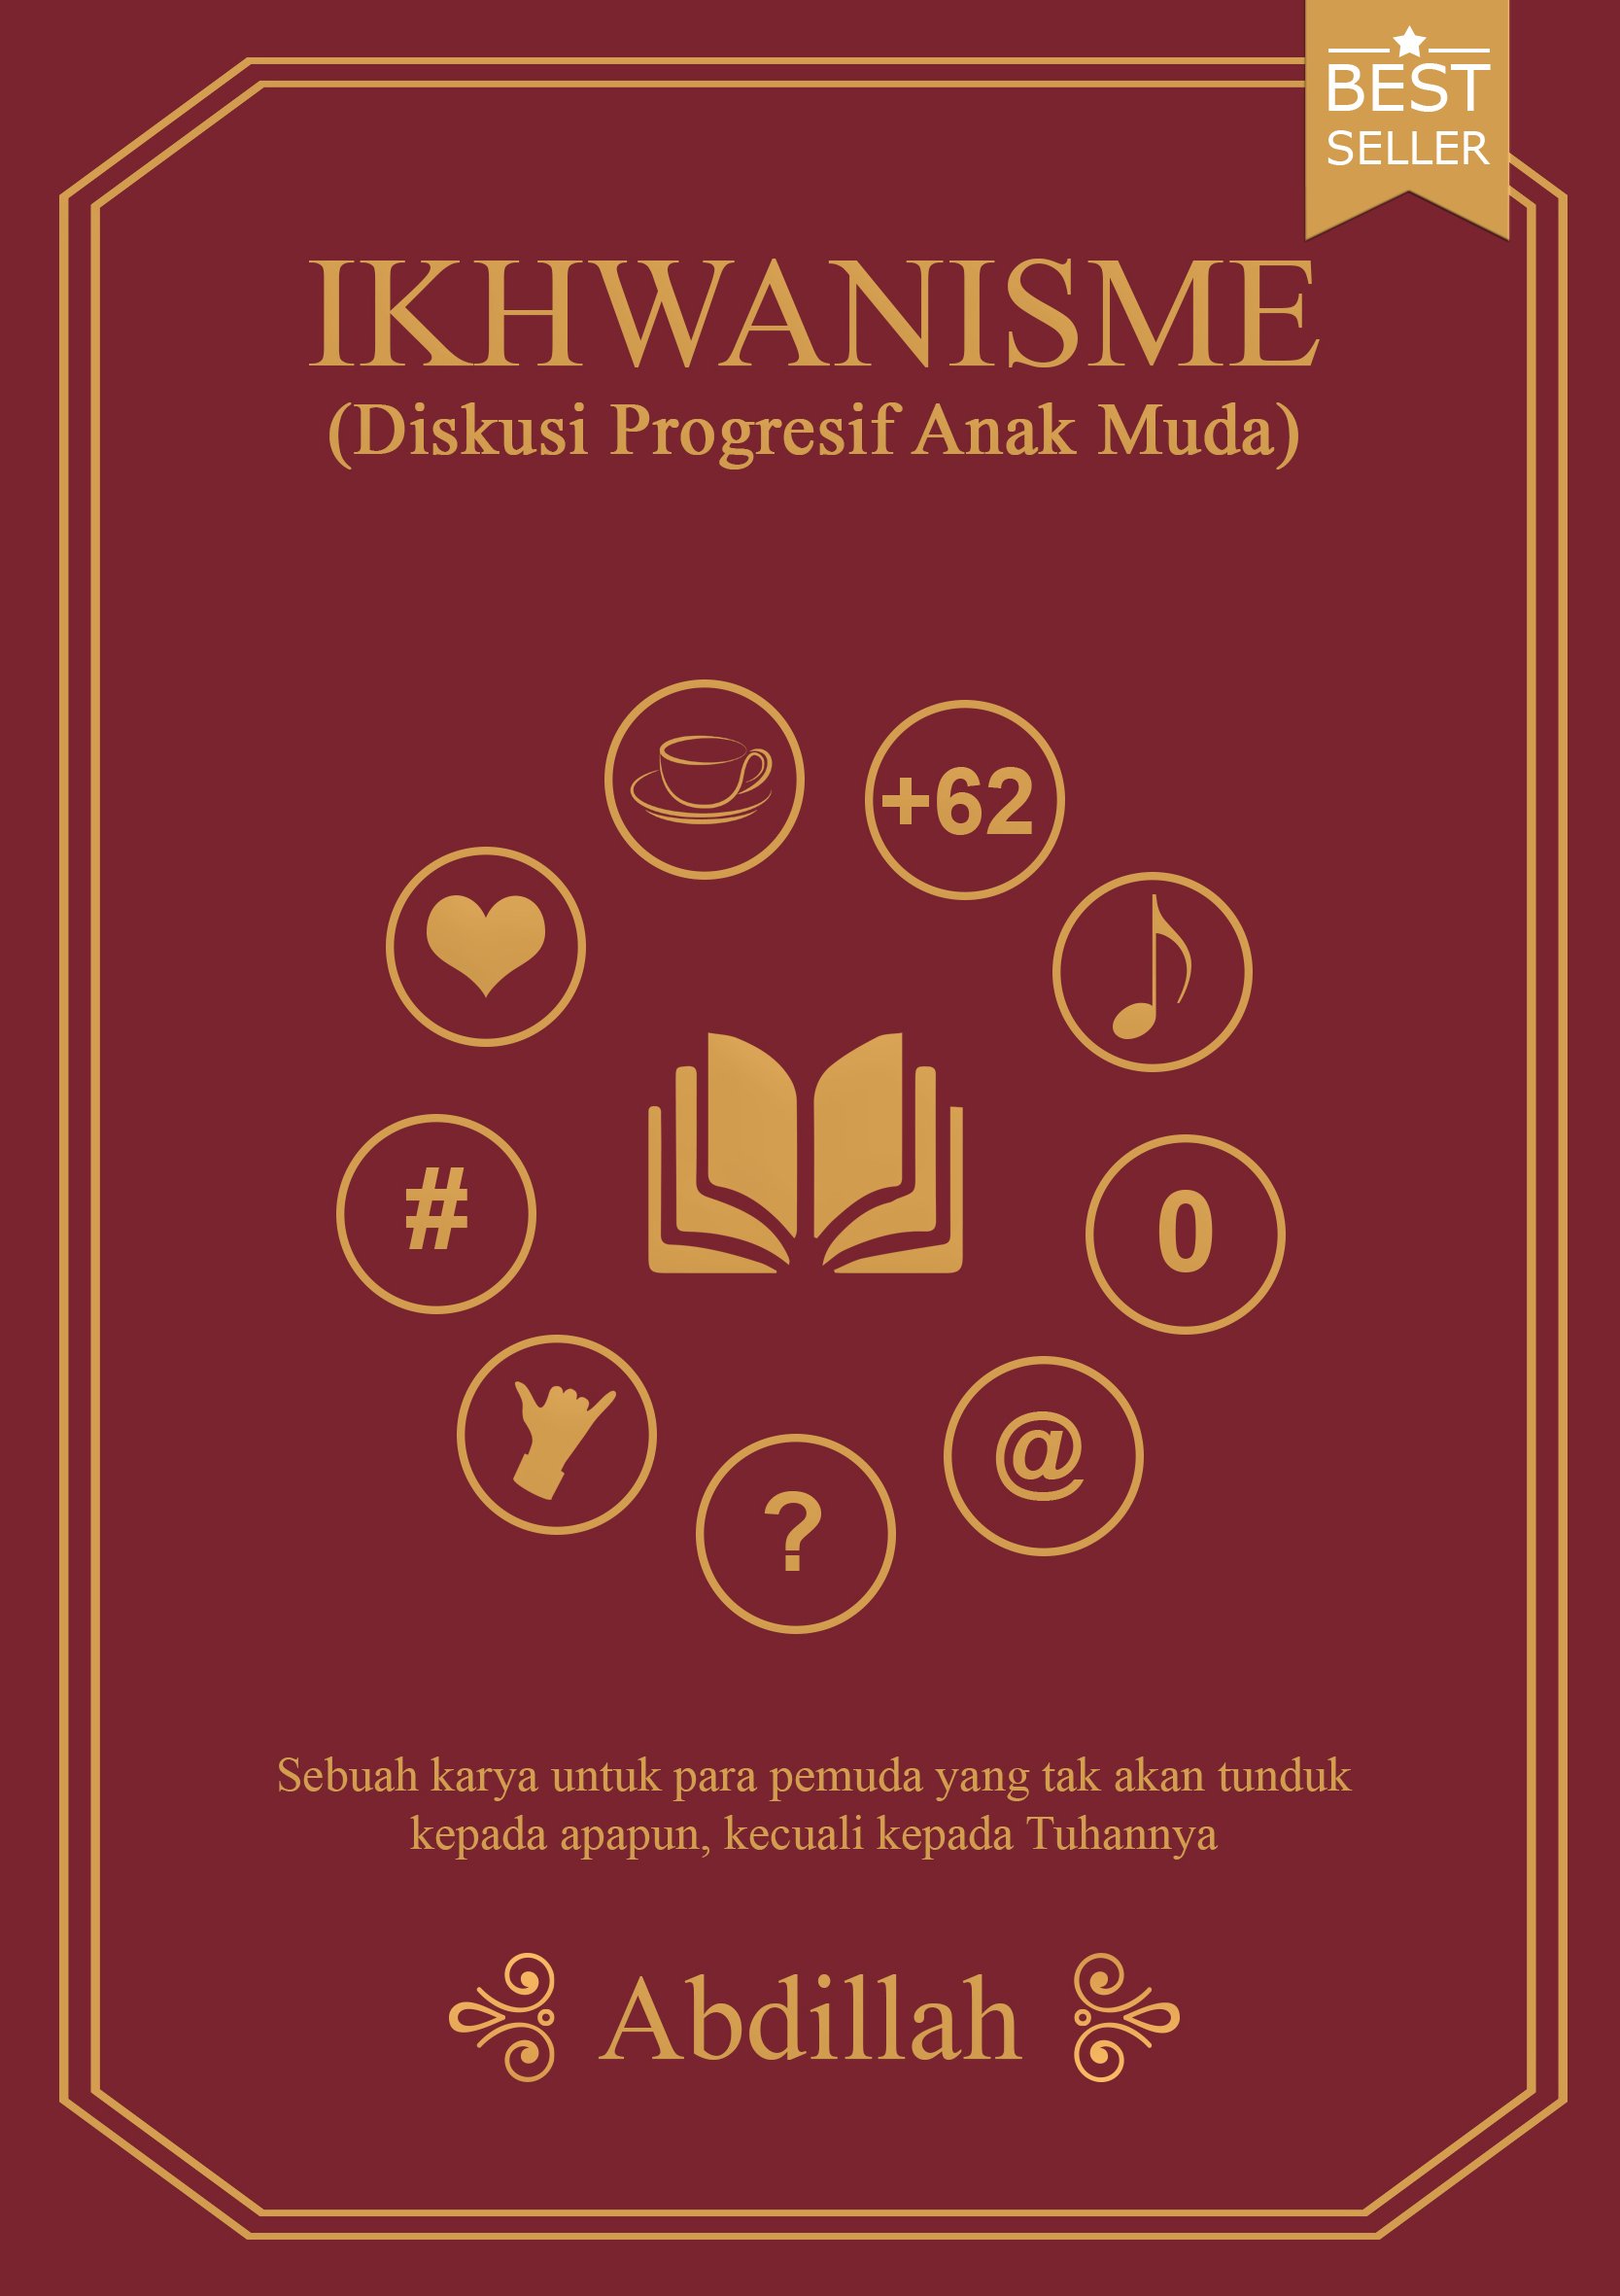 BEST
SELLER
IKHWANISME
(Diskusi Progresif Anak Muda)
+62
#
0
@
?
Sebuah karya untuk para pemuda yang tak akan tunduk
kepada apapun, kecuali kepada Tuhannya
Abdillah